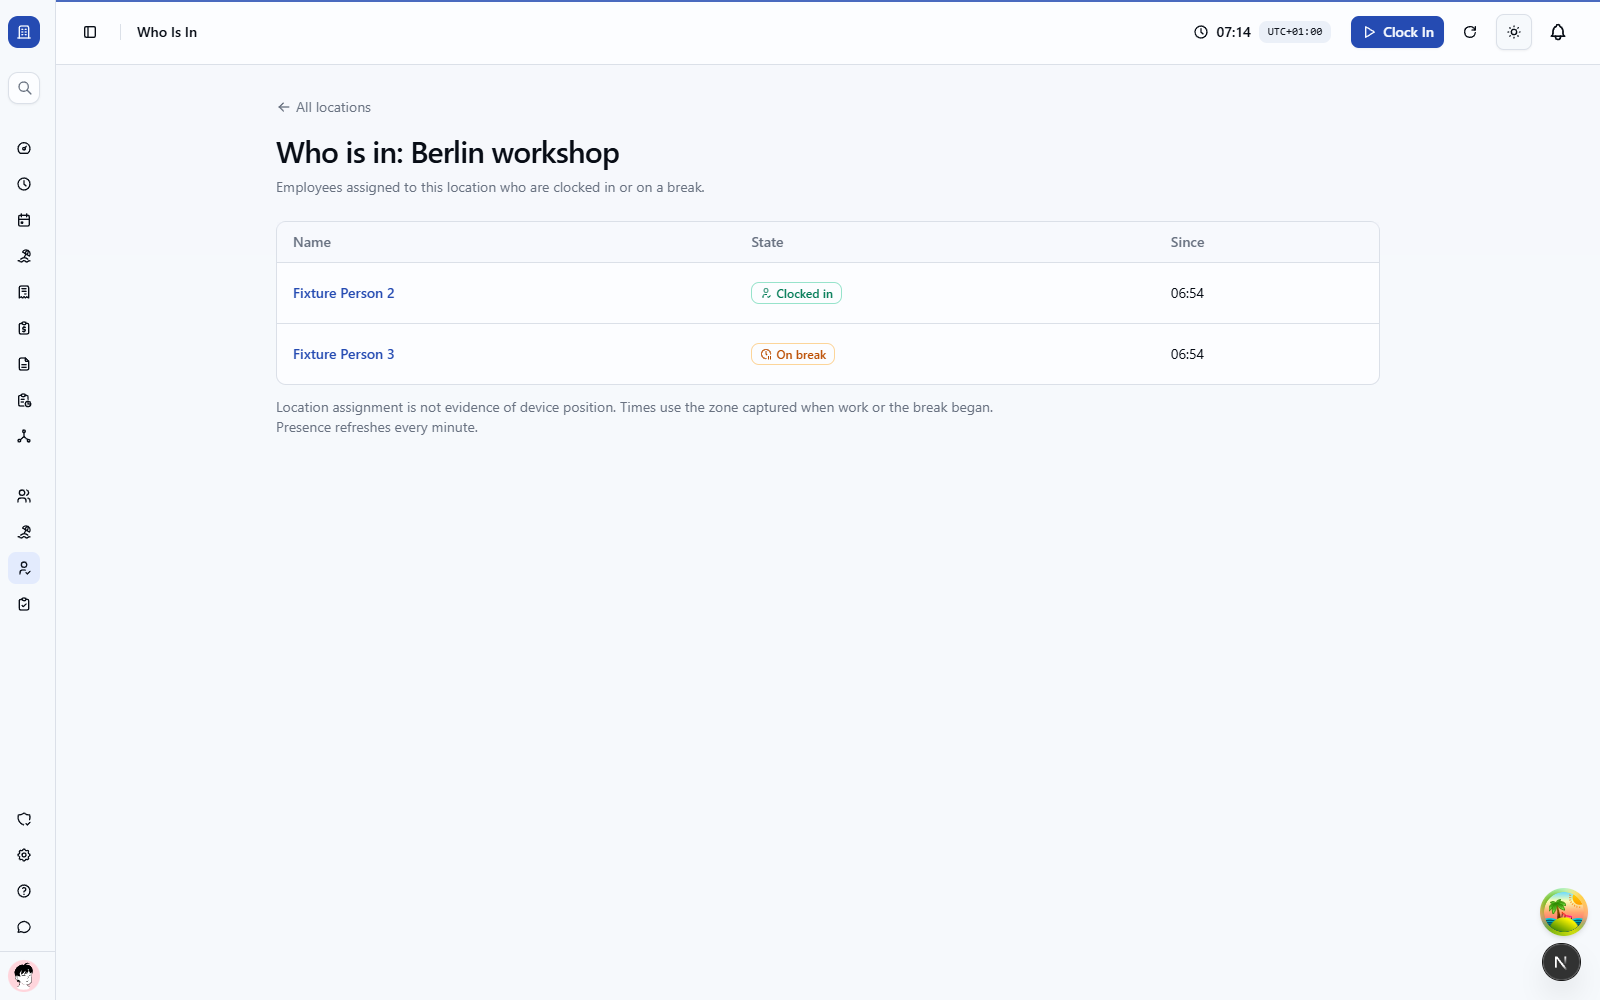 Who Is In
07:14 UTC+01:00
Clock In
All locations
Who is in: Berlin workshop
Employees assigned to this location who are clocked in or on a break.
Name State Since
Fixture Person 2 Clocked in 06:54
Fixture Person 3 On break 06:54
Location assignment is not evidence of device position. Times use the zone captured when work or the break began.
Presence refreshes every minute.
N